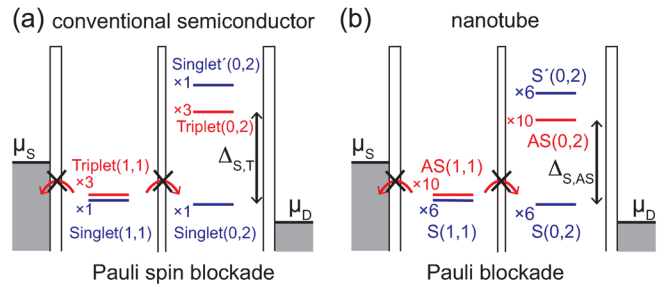 (a) conventional semiconductor
Singlet´(0,2)
×1
×3
Triplet(0,2)
μS
Triplet(1,1)
×3
ΔS,T
×1
×1
μD
Singlet(1,1)
Singlet(0,2)
Pauli spin blockade
(b) nanotube
S´(0,2)
×6
×10
AS(0,2)
μS
AS(1,1)
×10
ΔS,AS
×6
×6
μD
S(1,1)
S(0,2)
Pauli blockade